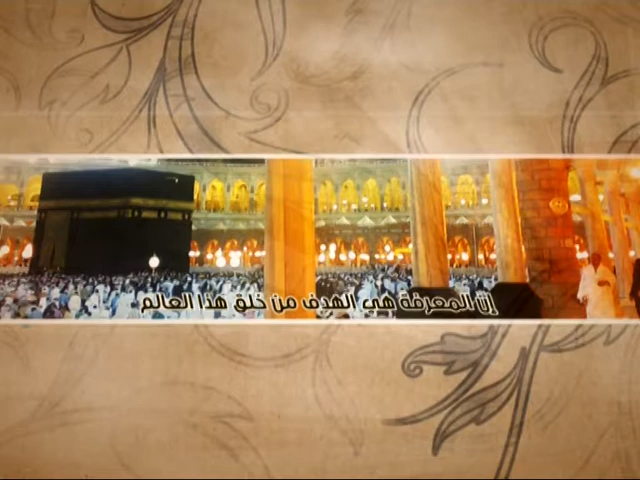 إن المعرفة هي الهدف من خلق هذا العالم